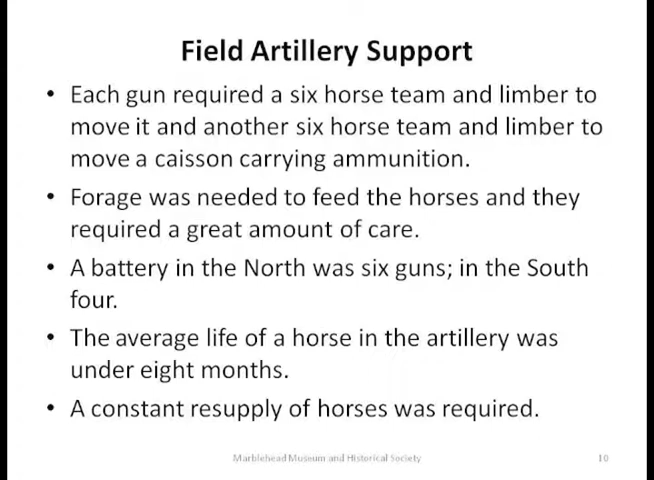 Field Artillery Support
• Each gun required a six horse team and limber to
move it and another six horse team and limber to
move a caisson carrying ammunition.
• Forage was needed to feed the horses and they
required a great amount of care.
• A battery in the North was six guns; in the South
four.
• The average life of a horse in the artillery was
under eight months.
• A constant resupply of horses was required.
Marblehead Museum and Historical Society
10